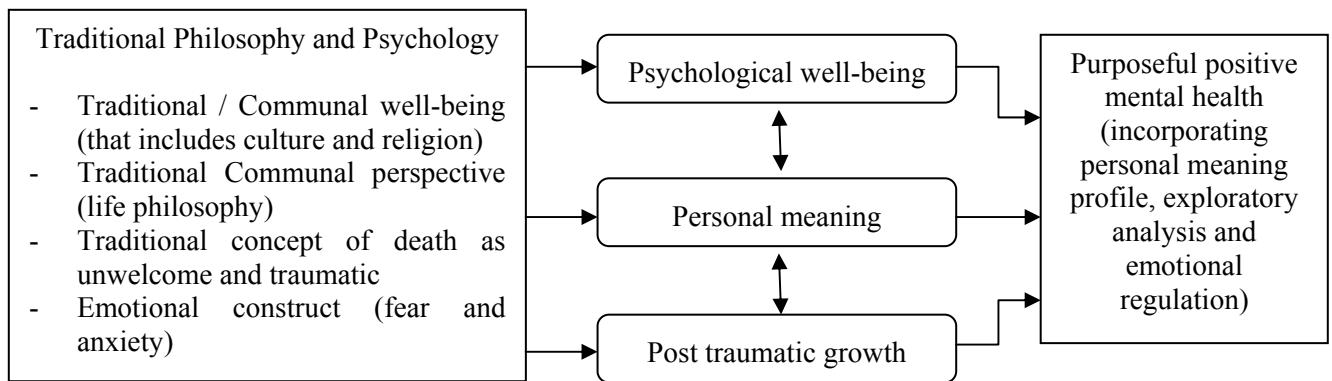 Traditional Philosophy and Psychology
- Traditional / Communal well-being
(that includes culture and religion)
- Traditional Communal perspective
(life philosophy)
- Traditional concept of death as
unwelcome and traumatic
- Emotional construct (fear and
anxiety)
Psychological well-being
Personal meaning
Post traumatic growth
Purposeful positive
mental health
(incorporating
personal meaning
profile, exploratory
analysis and
emotional
regulation)